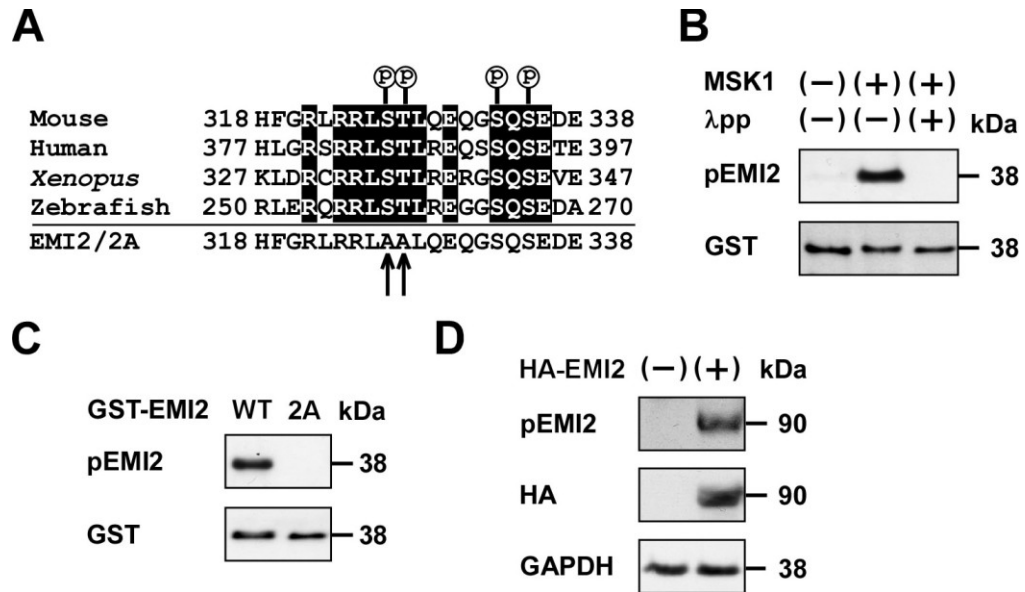 A
ⓟⓟ ⓟ ⓟ
Mouse 318 HFGRLRRLSTLQEQGSQSEDE 338
Human 377 HLGRSRRLSTLREQSSQSETE 397
Xenopus 327 KLDRCRRLSTLRERGSQSEVE 347
Zebrafish 250 RLERQRRLSTLREGGSQSEDA 270
EMI2/2A 318 HFGRLRRLAALQEQGSQSEDE 338
B
MSK1 (−) (+) (+)
λpp (−) (−) (+) kDa
pEMI2 38
GST 38
C
GST-EMI2 WT 2A kDa
pEMI2 38
GST 38
D
HA-EMI2 (−) (+) kDa
pEMI2 90
HA 90
GAPDH 38